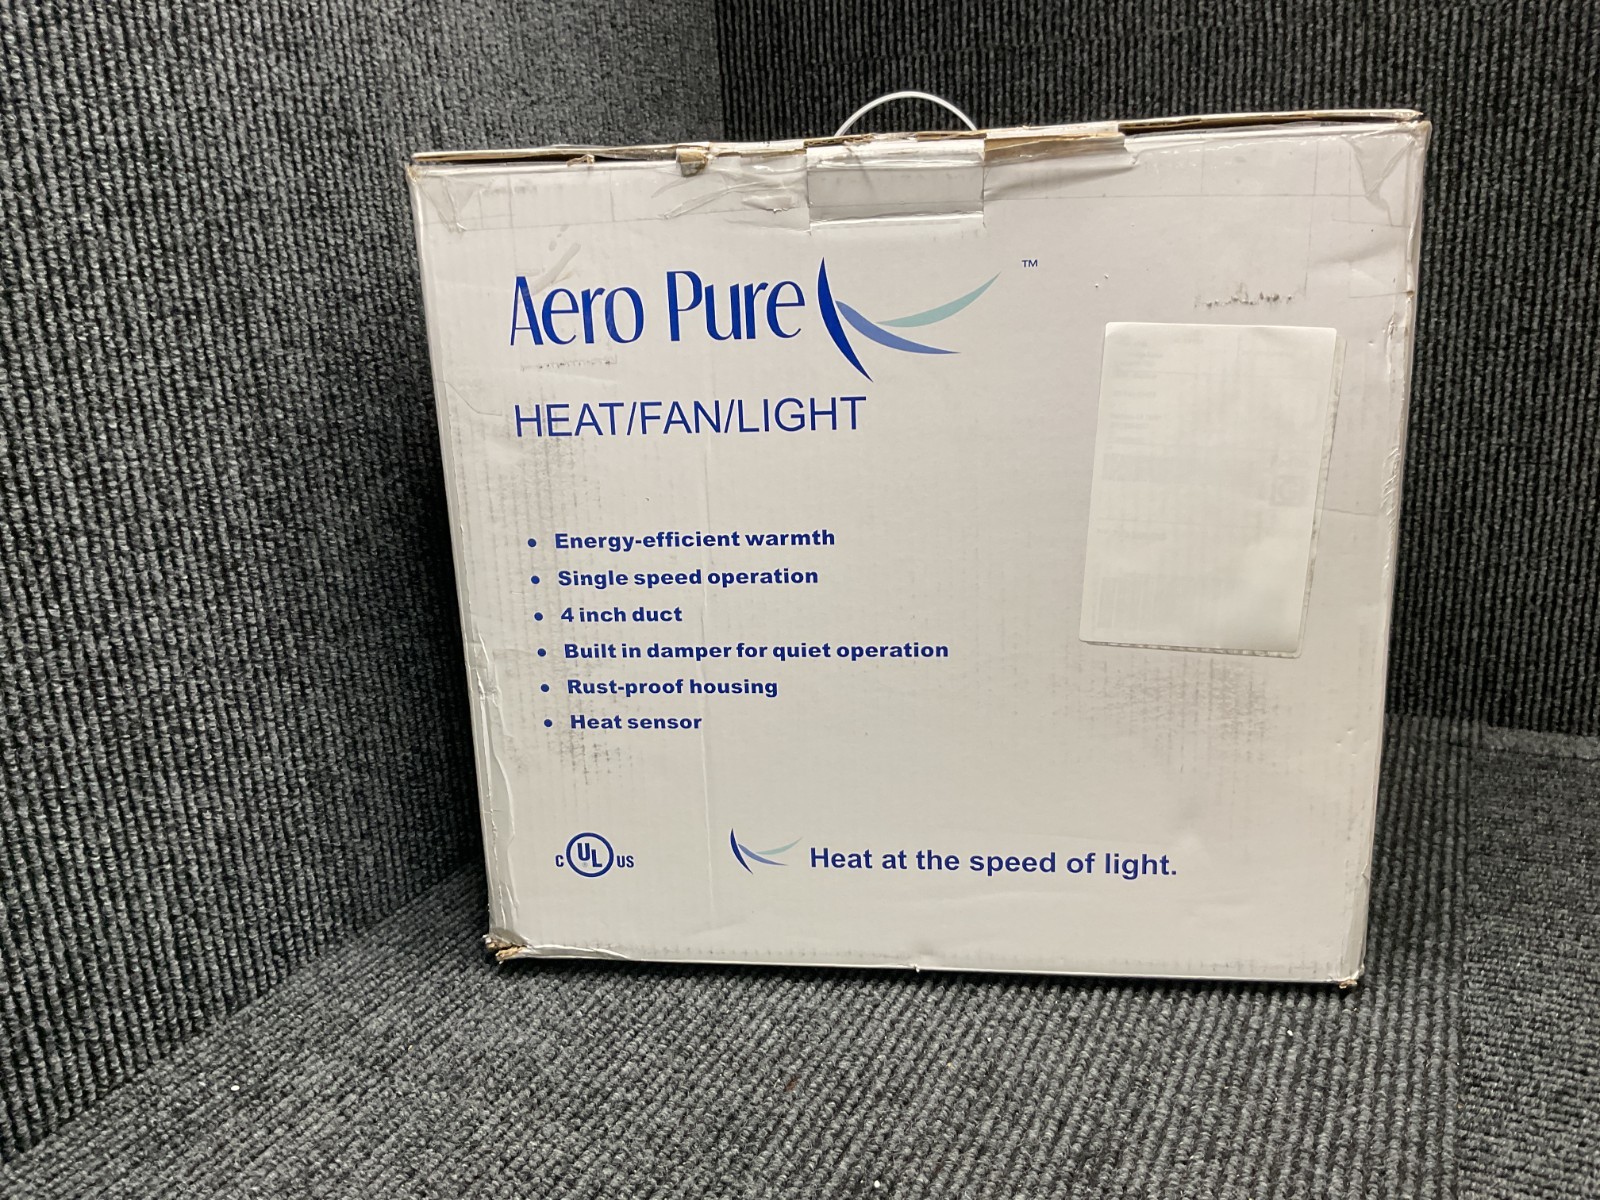 Aero Pure ™
HEAT/FAN/LIGHT
• Energy-efficient warmth
• Single speed operation
• 4 inch duct
• Built in damper for quiet operation
• Rust-proof housing
• Heat sensor
C UL US
Heat at the speed of light.